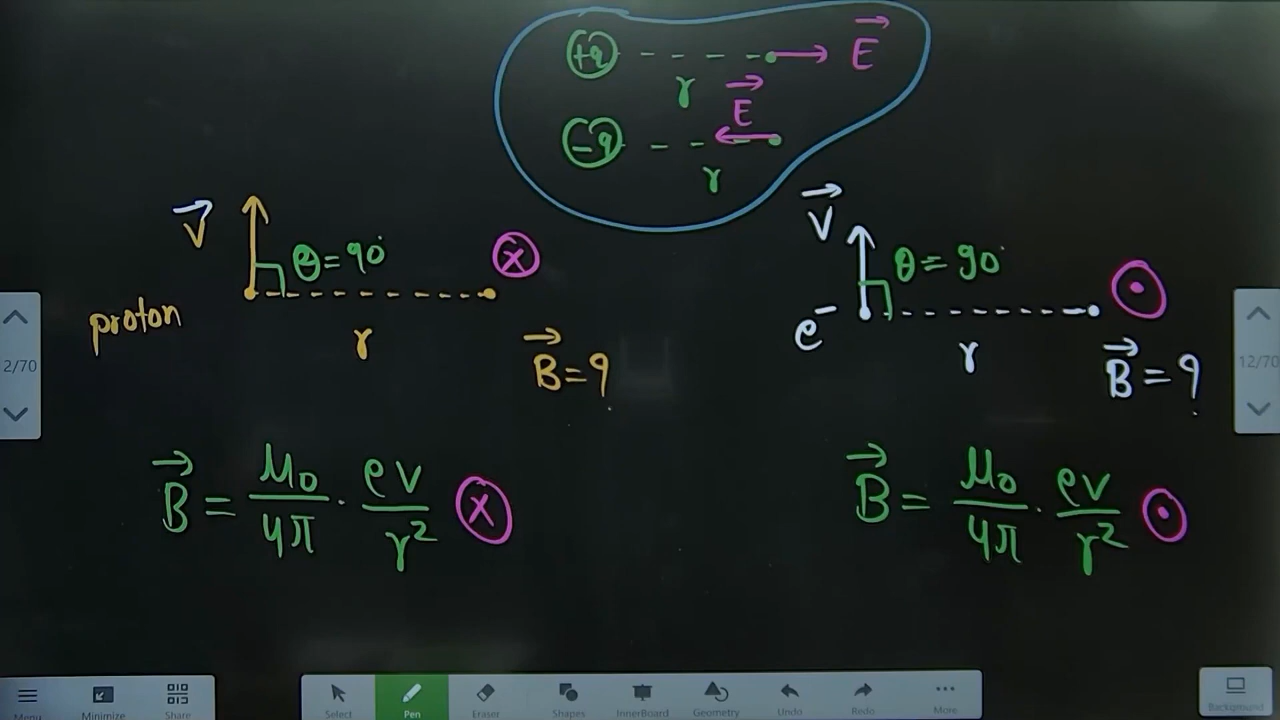 +q r E⃗
E⃗
-q r
V⃗ θ = 90° ⊗
proton r
B⃗ = ?
V⃗ θ = 90° ⊙
e⁻ r
B⃗ = ?
B⃗ = μ₀/4π · ev/r² ⊗
B⃗ = μ₀/4π · ev/r² ⊙
2/70
12/70
Menu Minimize Share Select Pen Eraser Shapes InnerBoard Geometry Undo Redo More Background